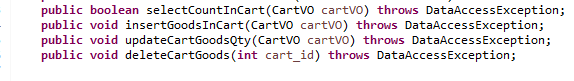 public boolean selectCountInCart(CartVO cartVO) throws DataAccessException;
public void insertGoodsInCart(CartVO cartVO) throws DataAccessException;
public void updateCartGoodsQty(CartVO cartVO) throws DataAccessException;
public void deleteCartGoods(int cart_id) throws DataAccessException;